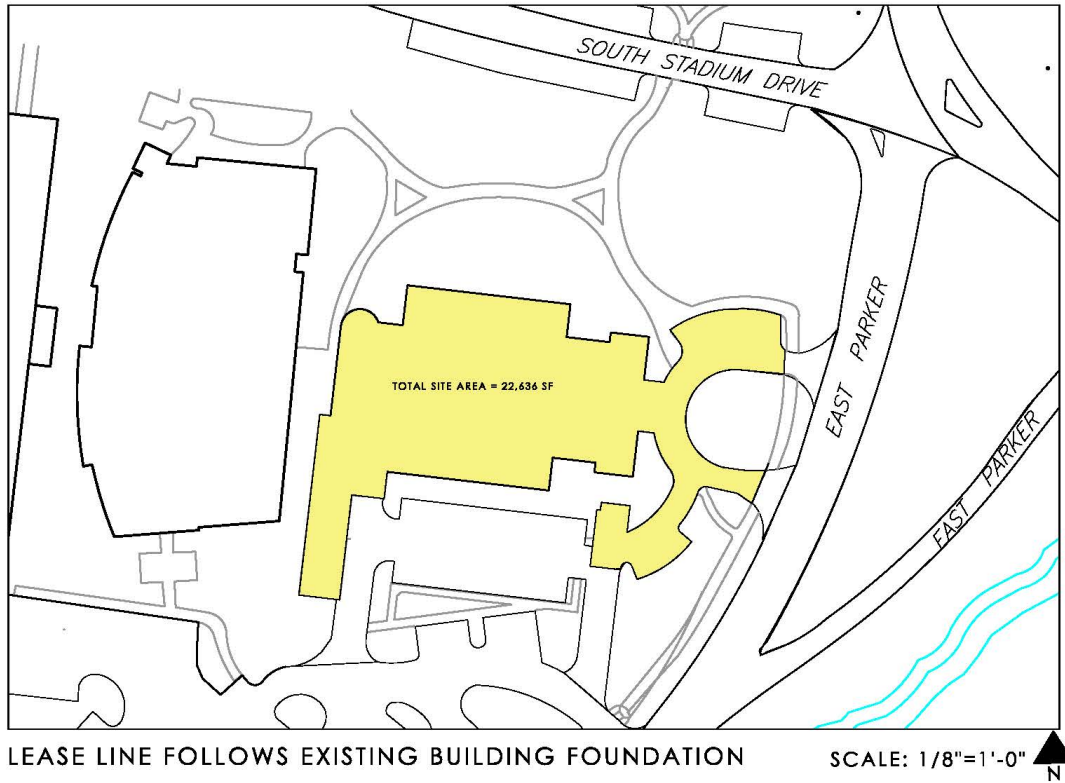 SOUTH STADIUM DRIVE
EAST PARKER
TOTAL SITE AREA = 22,636 SF
EAST PARKER
LEASE LINE FOLLOWS EXISTING BUILDING FOUNDATION
SCALE: 1/8"=1'-0"
N